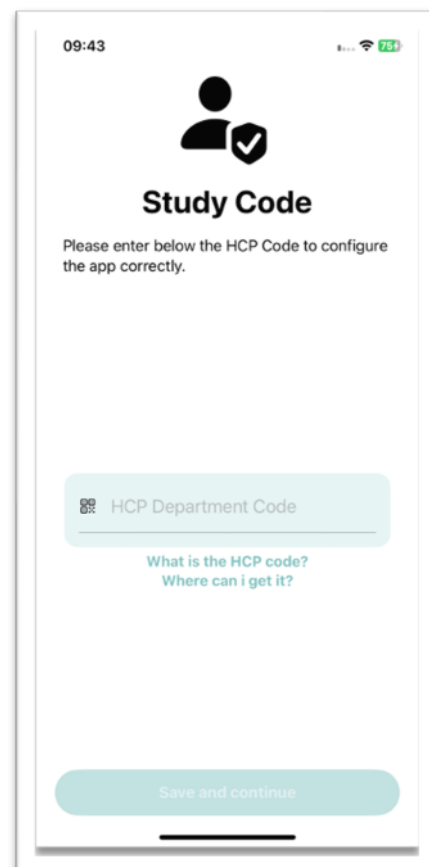 09:43
75
Study Code
Please enter below the HCP Code to configure
the app correctly.
HCP Department Code
What is the HCP code?
Where can i get it?
Save and continue